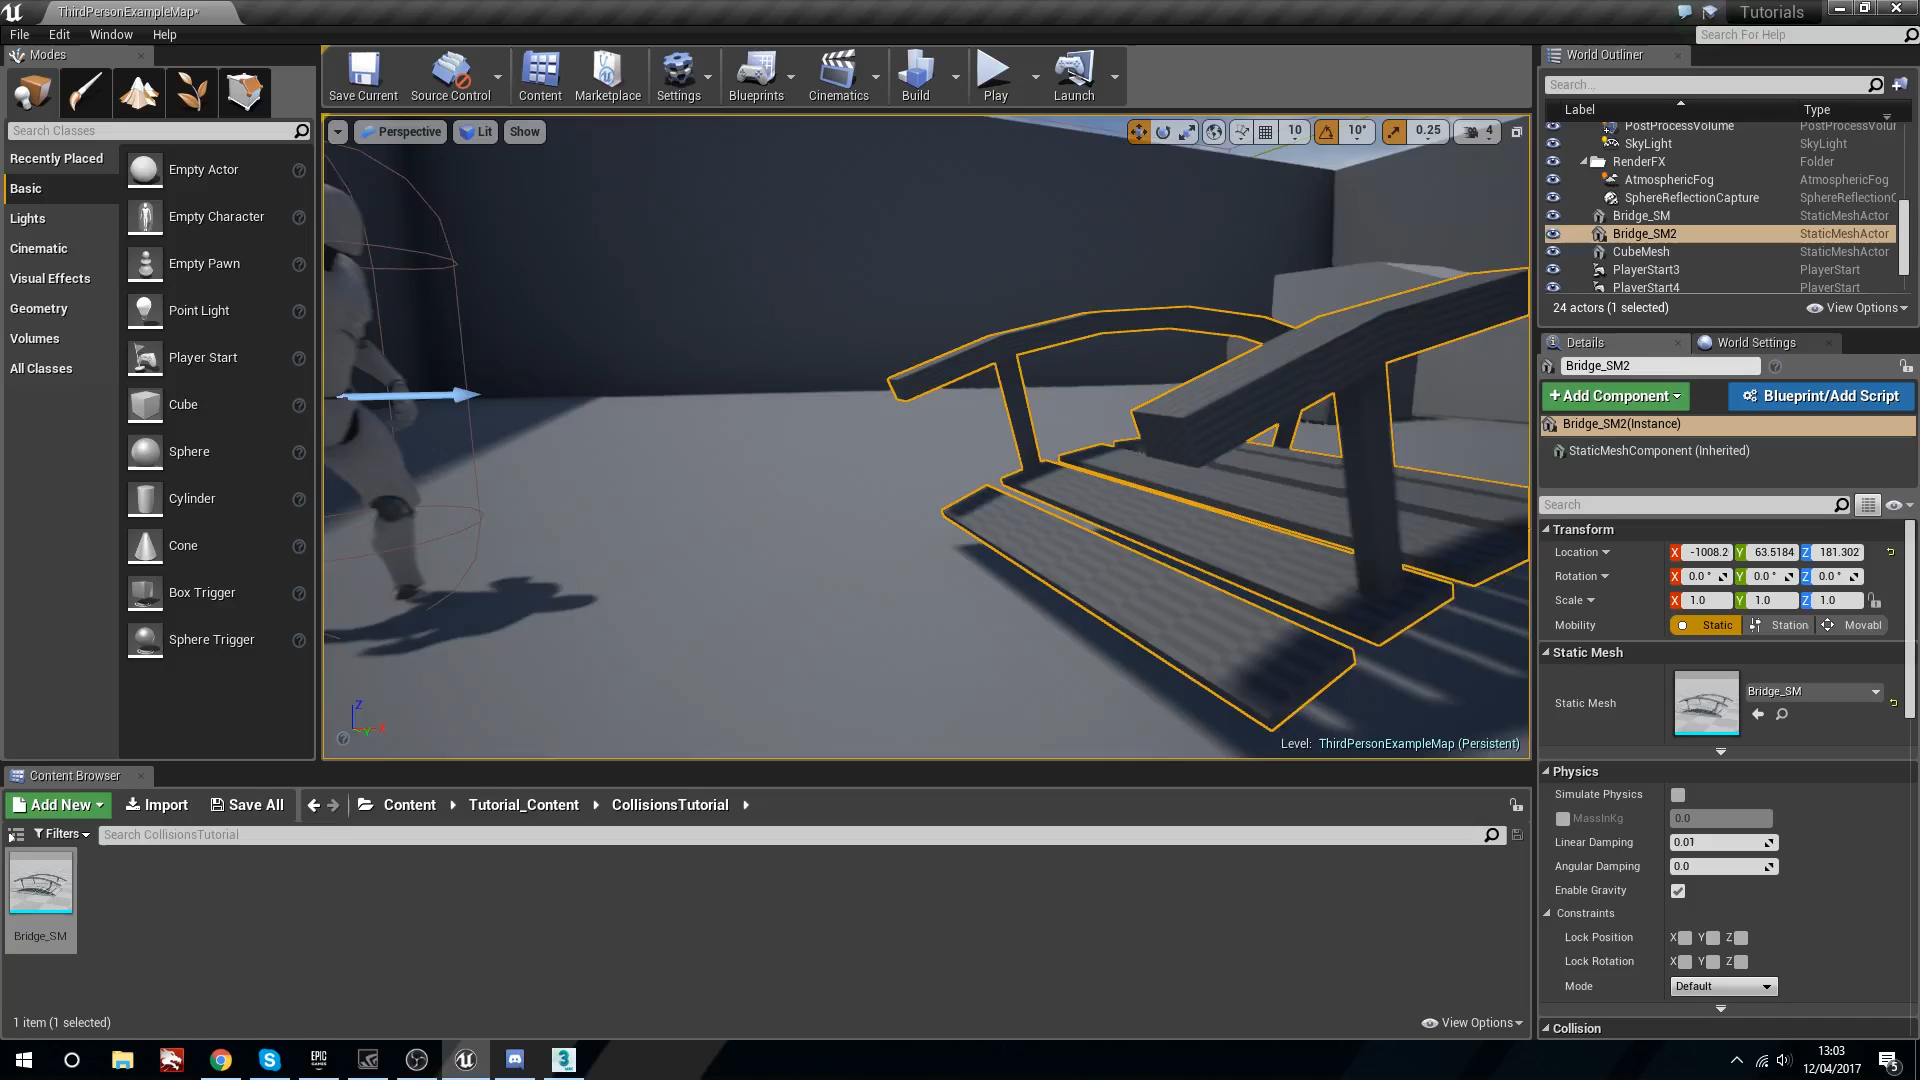 ThirdPersonExampleMap*
Tutorials
File Edit Window Help
Search For Help
Modes
Search Classes
Recently Placed
Basic
Lights
Cinematic
Visual Effects
Geometry
Volumes
All Classes
Empty Actor
Empty Character
Empty Pawn
Point Light
Player Start
Cube
Sphere
Cylinder
Cone
Box Trigger
Sphere Trigger
Save Current Source Control Content Marketplace Settings Blueprints Cinematics Build Play Launch
Perspective Lit Show
10 10° 0.25 4
Z
X
Y
Level: ThirdPersonExampleMap (Persistent)
World Outliner
Search...
Label Type
PostProcessVolume PostProcessVolur
SkyLight SkyLight
RenderFX Folder
AtmosphericFog AtmosphericFog
SphereReflectionCapture SphereReflectionC
Bridge_SM StaticMeshActor
Bridge_SM2 StaticMeshActor
CubeMesh StaticMeshActor
PlayerStart3 PlayerStart
PlayerStart4 PlayerStart
24 actors (1 selected) View Options
Details World Settings
Bridge_SM2
+Add Component Blueprint/Add Script
Bridge_SM2(Instance)
StaticMeshComponent (Inherited)
Search
Transform
Location X -1008.2 Y 63.5184 Z 181.302
Rotation X 0.0 ° Y 0.0 ° Z 0.0 °
Scale X 1.0 Y 1.0 Z 1.0
Mobility Static Station Movabl
Static Mesh
Static Mesh Bridge_SM
Physics
Simulate Physics
MassInKg 0.0
Linear Damping 0.01
Angular Damping 0.0
Enable Gravity
Constraints
Lock Position X Y Z
Lock Rotation X Y Z
Mode Default
Collision
Content Browser
Add New Import Save All Content Tutorial_Content CollisionsTutorial
Filters Search CollisionsTutorial
Bridge_SM
1 item (1 selected) View Options
EPIC
GAMES
3
13:03
12/04/2017
5